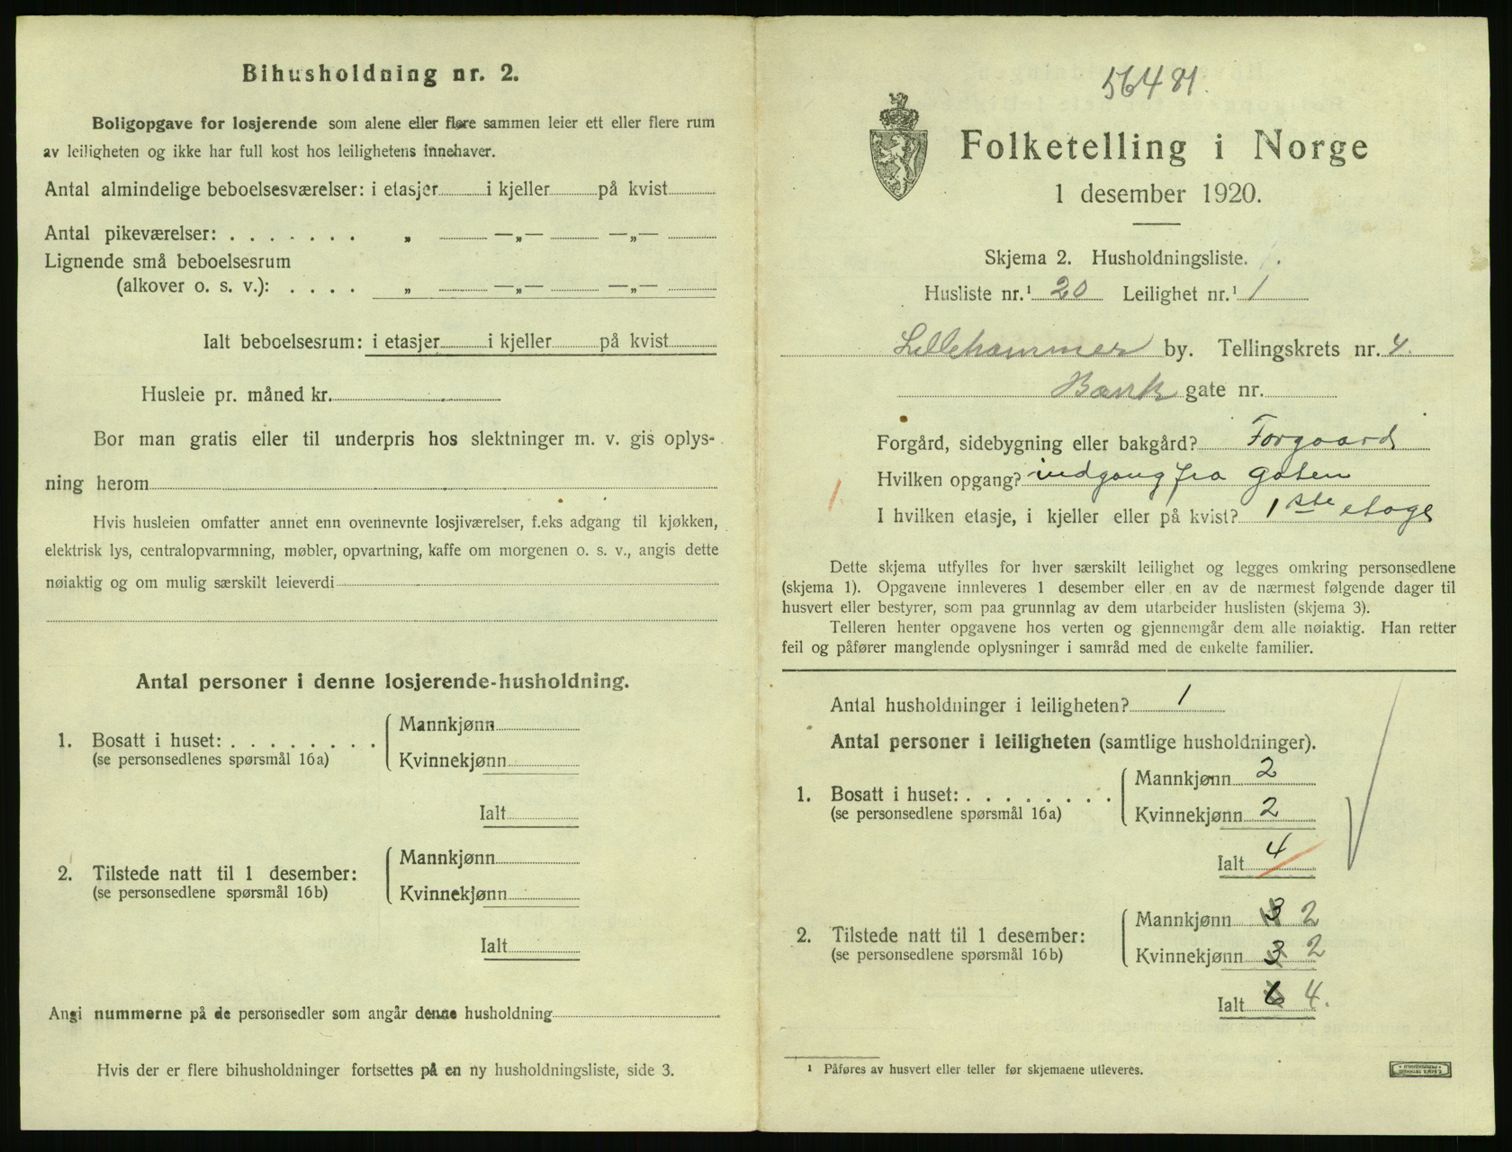 Bihusholdning nr. 2.
Boligopgave for losjerende som alene eller flere sammen leier ett eller flere rum
av leiligheten og ikke har full kost hos leilighetens innehaver.
Antal almindelige beboelsesværelser: i etasjer i kjeller på kvist
Antal pikeværelser: . . . . . . . „ —„— —„—
Lignende små beboelsesrum
(alkover o. s. v.): . . . . „ —„— —„—
Ialt beboelsesrum: i etasjer i kjeller på kvist
Husleie pr. måned kr.
Bor man gratis eller til underpris hos slektninger m. v. gis oplys-
ning herom
Hvis husleien omfatter annet enn ovennevnte losjiværelser, f.eks adgang til kjøkken,
elektrisk lys, centralopvarmning, møbler, opvartning, kaffe om morgenen o. s. v., angis dette
nøiaktig og om mulig særskilt leieverdi
Antal personer i denne losjerende-husholdning.
1. Bosatt i huset: . . . . . . . .
(se personsedlenes spørsmål 16a)
Mannkjønn
Kvinnekjønn
Ialt
2. Tilstede natt til 1 desember:
(se personsedlene spørsmål 16b)
Mannkjønn
Kvinnekjønn
Ialt
Angi nummerne på de personsedler som angår denne husholdning
Hvis der er flere bihusholdninger fortsettes på en ny husholdningsliste, side 3.
56481.
Folketelling i Norge
1 desember 1920.
Skjema 2. Husholdningsliste.
Husliste nr.¹ 20 Leilighet nr.¹ 1
Lillehammer by. Tellingskrets nr. 4.
Bank gate nr.
Forgård, sidebygning eller bakgård? Forgaard
Hvilken opgang? indgang fra gaten
1. I hvilken etasje, i kjeller eller på kvist? 1ste etage
Dette skjema utfylles for hver særskilt leilighet og legges omkring personsedlene
(skjema 1). Opgavene innleveres 1 desember eller en av de nærmest følgende dager til
husvert eller bestyrer, som paa grunnlag av dem utarbeider huslisten (skjema 3).
Telleren henter opgavene hos verten og gjennemgår dem alle nøiaktig. Han retter
feil og påfører manglende oplysninger i samråd med de enkelte familier.
Antal husholdninger i leiligheten? 1
Antal personer i leiligheten (samtlige husholdninger).
1. Bosatt i huset: . . . . . . . .
(se personsedlene spørsmål 16a)
Mannkjønn 2
Kvinnekjønn 2
Ialt 4
2. Tilstede natt til 1 desember:
(se personsedlene spørsmål 16b)
Mannkjønn 3 2
Kvinnekjønn 3 2
Ialt 6 4.
¹ Påføres av husvert eller teller før skjemaene utleveres.